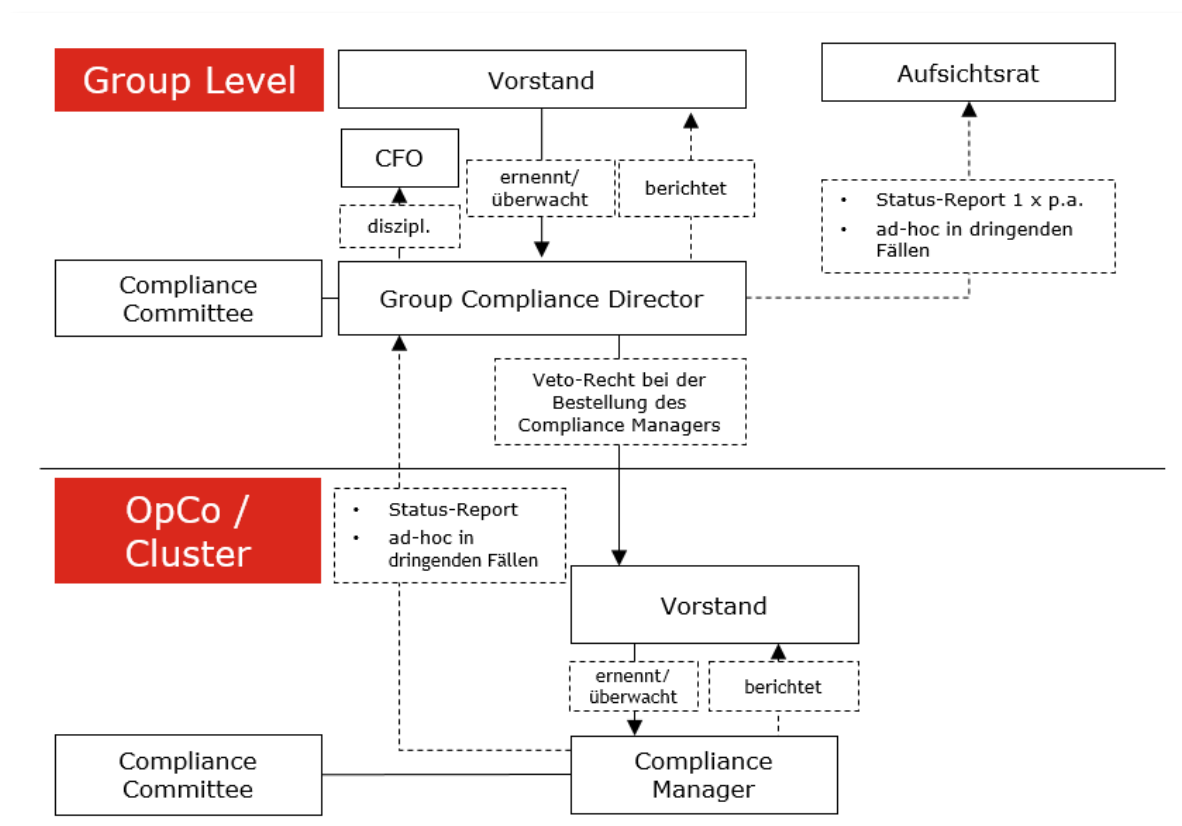 Group Level
Vorstand
Aufsichtsrat
CFO
ernennt/
überwacht
berichtet
diszipl.
• Status-Report 1 x p.a.
• ad-hoc in dringenden
Fällen
Compliance
Committee
Group Compliance Director
Veto-Recht bei der
Bestellung des
Compliance Managers
OpCo /
Cluster
• Status-Report
• ad-hoc in
dringenden Fällen
Vorstand
ernennt/
überwacht
berichtet
Compliance
Committee
Compliance
Manager